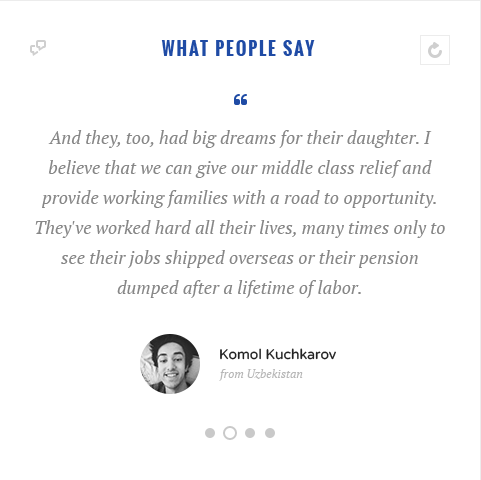 WHAT PEOPLE SAY
“
And they, too, had big dreams for their daughter. I
believe that we can give our middle class relief and
provide working families with a road to opportunity.
They've worked hard all their lives, many times only to
see their jobs shipped overseas or their pension
dumped after a lifetime of labor.
Komol Kuchkarov
from Uzbekistan